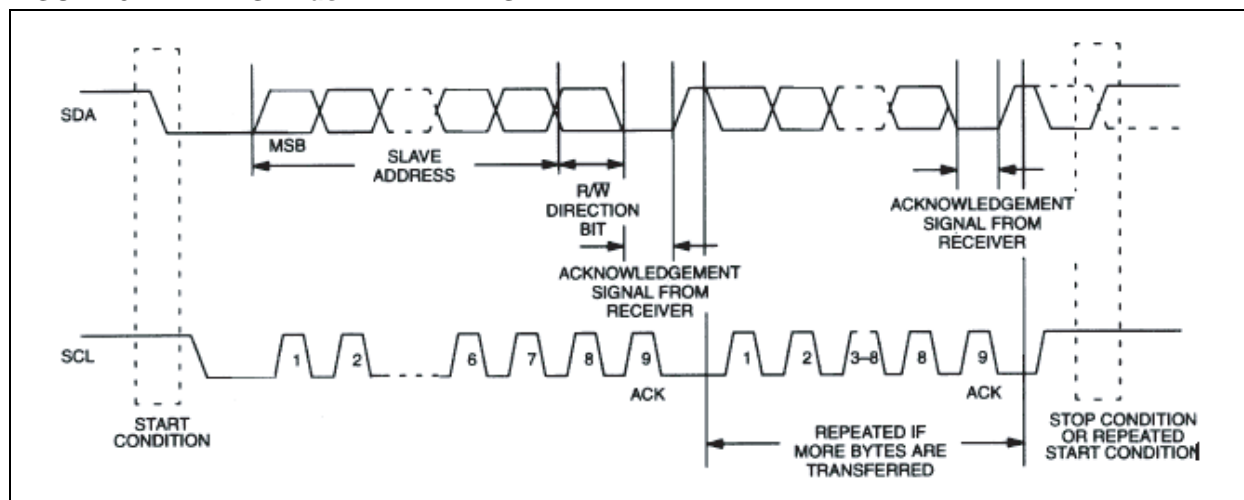 SDA
MSB
SLAVE
ADDRESS
R/W̅
DIRECTION
BIT
ACKNOWLEDGEMENT
SIGNAL FROM
RECEIVER
ACKNOWLEDGEMENT
SIGNAL FROM
RECEIVER
SCL
1 2 6 7 8 9 1 2 3–8 8 9
ACK ACK
START
CONDITION
REPEATED IF
MORE BYTES ARE
TRANSFERRED
STOP CONDITION
OR REPEATED
START CONDITION